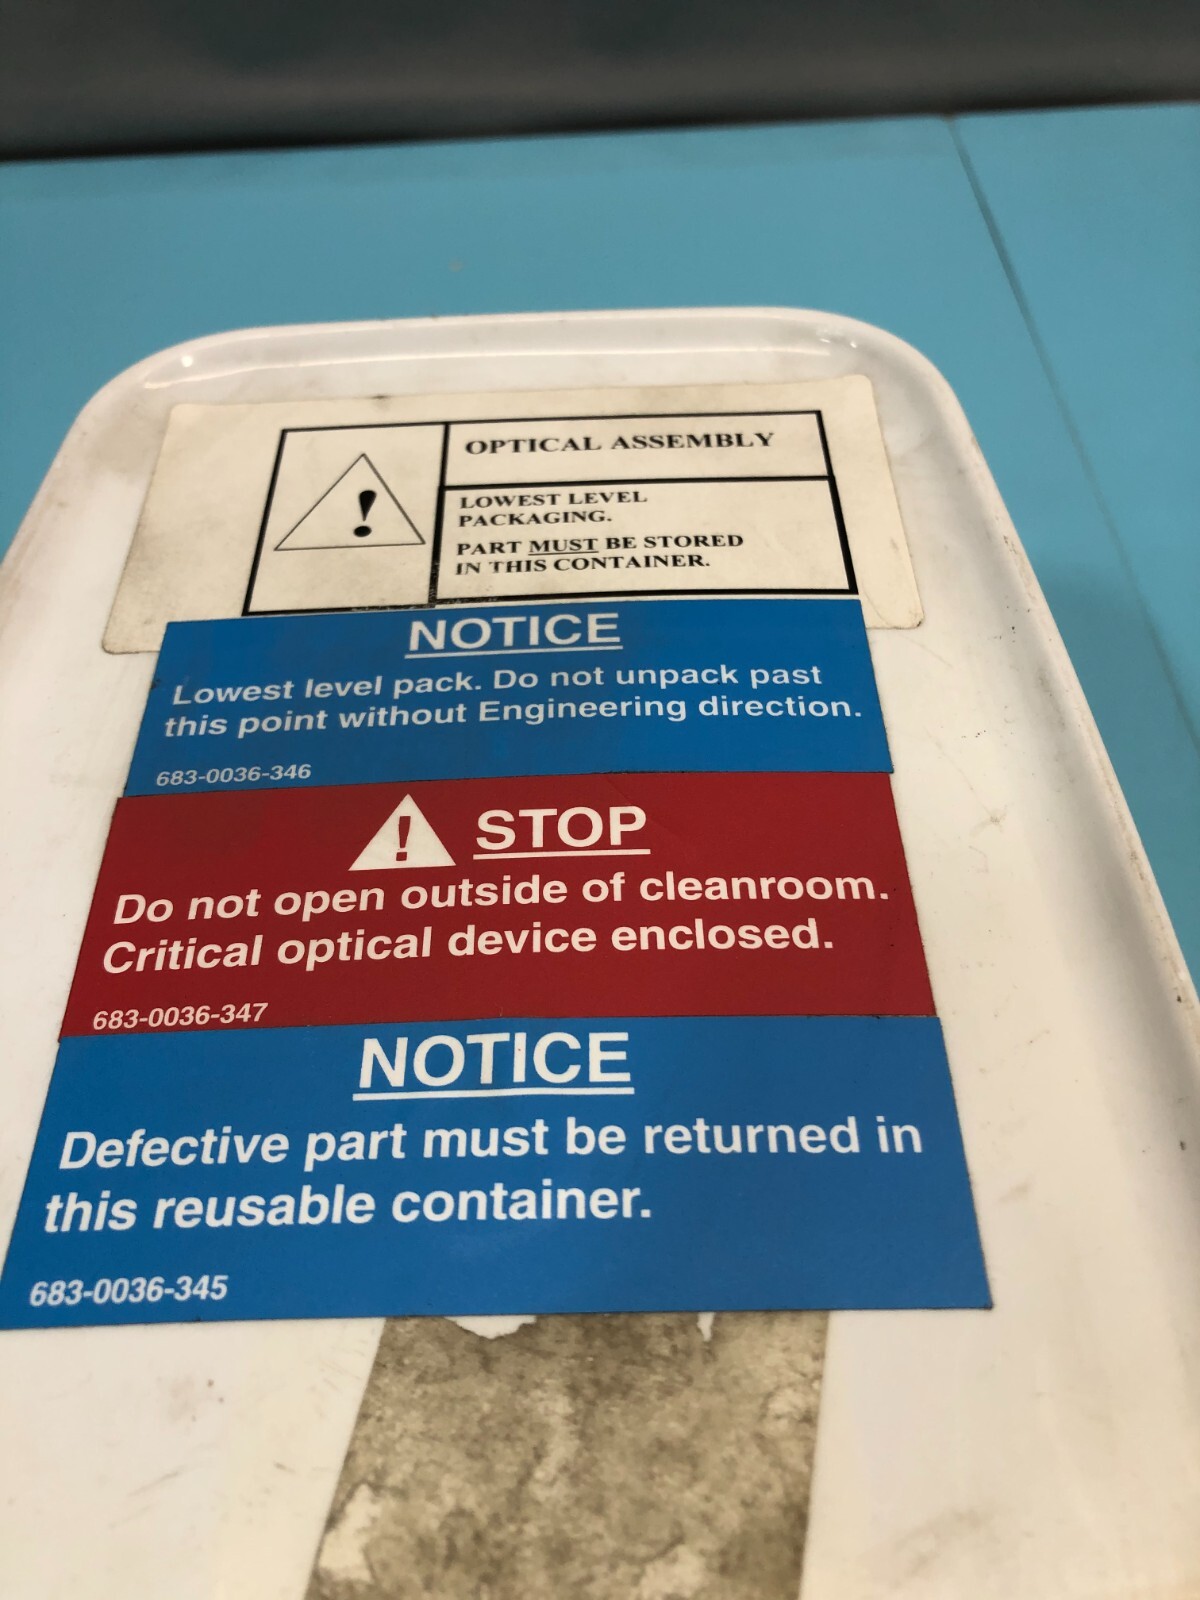 OPTICAL ASSEMBLY
LOWEST LEVEL
PACKAGING.
PART MUST BE STORED
IN THIS CONTAINER.
NOTICE
Lowest level pack. Do not unpack past
this point without Engineering direction.
683-0036-346
STOP
Do not open outside of cleanroom.
Critical optical device enclosed.
683-0036-347
NOTICE
Defective part must be returned in
this reusable container.
683-0036-345